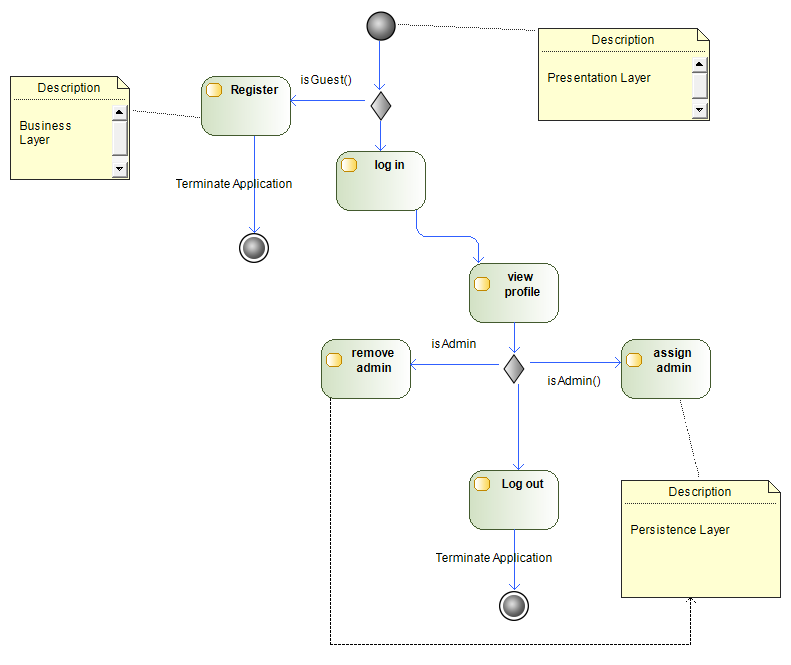 Description
Presentation Layer
Description
Business
Layer
isGuest()
Register
log in
Terminate Application
view
profile
isAdmin
remove
admin
assign
admin
isAdmin()
Log out
Description
Persistence Layer
Terminate Application